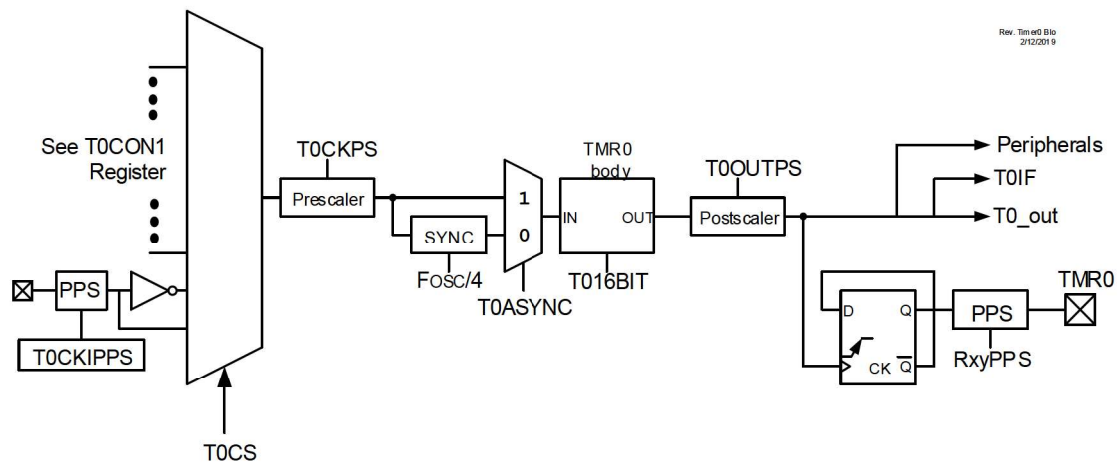 Rev. Timer0 Blo
2/12/2019
See T0CON1
Register
PPS
T0CKIPPS
T0CS
T0CKPS
Prescaler
SYNC
FOSC/4
1
0
T0ASYNC
TMR0
body
IN
OUT
T016BIT
T0OUTPS
Postscaler
Peripherals
T0IF
T0_out
D
Q
CK
Q
PPS
RxyPPS
TMR0